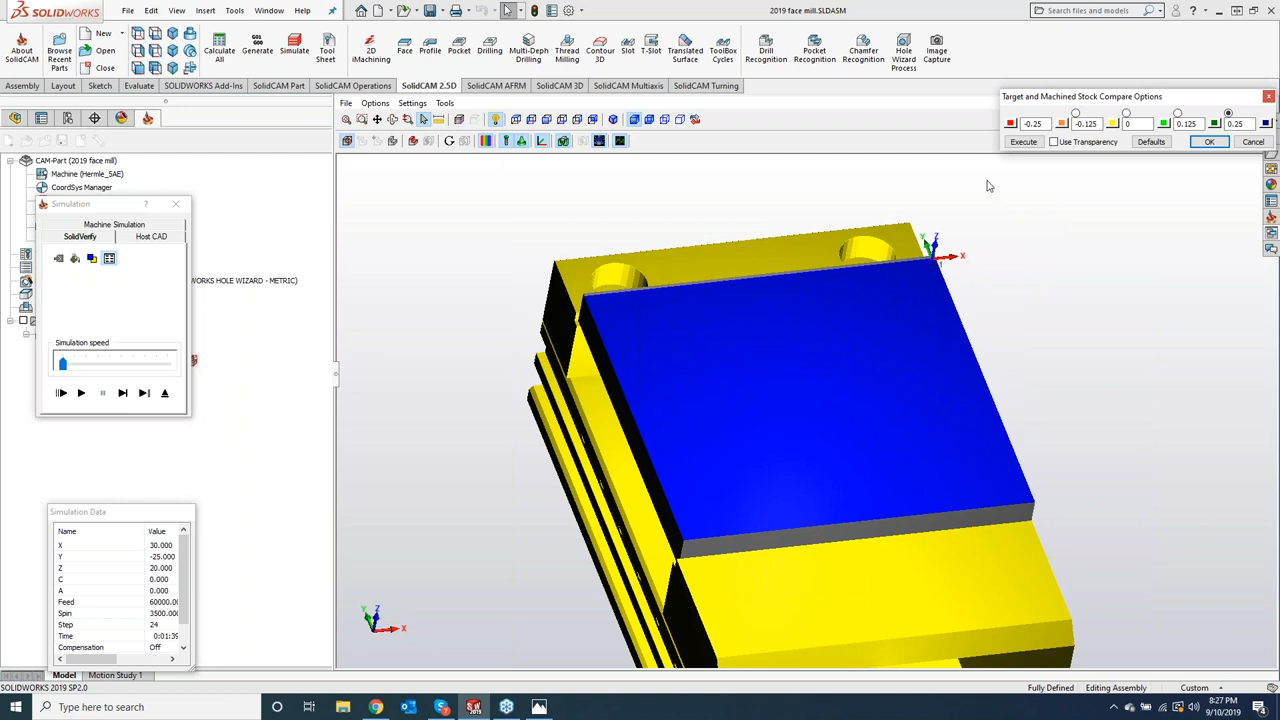 SOLIDWORKS
File Edit View Insert Tools Window Help
2019 face mill.SLDASM
Search files and models
About SolidCAM
Browse Recent Parts
New
Open
Close
Calculate All
Generate
Simulate
Tool Sheet
2D iMachining
Face
Profile
Pocket
Drilling
Multi-Depth Drilling
Thread Milling
Contour 3D
Slot
T-Slot
Translated Surface
ToolBox Cycles
Drill Recognition
Pocket Recognition
Chamfer Recognition
Hole Wizard Process
Image Capture
Assembly Layout Sketch Evaluate SOLIDWORKS Add-Ins SolidCAM Part SolidCAM Operations SolidCAM 2.5D SolidCAM AFRM SolidCAM 3D SolidCAM Multiaxis SolidCAM Turning
File Options Settings Tools
Target and Machined Stock Compare Options
-0.25 -0.125 0 0.125 0.25
Execute Use Transparency Defaults OK Cancel
CAM-Part (2019 face mill)
Machine (Hermle_5AE)
CoordSys Manager
Simulation
Machine Simulation
SolidVerify Host CAD
WORKS HOLE WIZARD - METRIC)
Simulation speed
Simulation Data
Name Value
X 30.000
Y -25.000
Z 20.000
C 0.000
A 0.000
Feed 60000.00
Spin 3500.000
Step 24
Time 0:01:39
Compensation Off
Y Z X
Y Z X
Model Motion Study 1
SOLIDWORKS 2019 SP2.0
Fully Defined Editing Assembly Custom
Type here to search
8:27 PM
9/10/2019